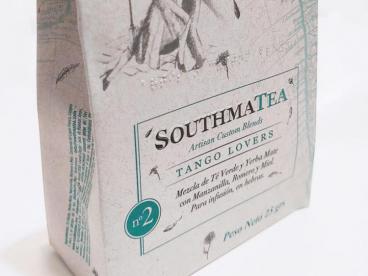 SOUTHMATEA
Artisan Custom Blends
TANGO LOVERS
Mezcla de Té Verde y Yerba Mate
con Manzanilla, Romero y Miel.
Para infusión, en hebras.
nº2
Peso Neto 25 grs